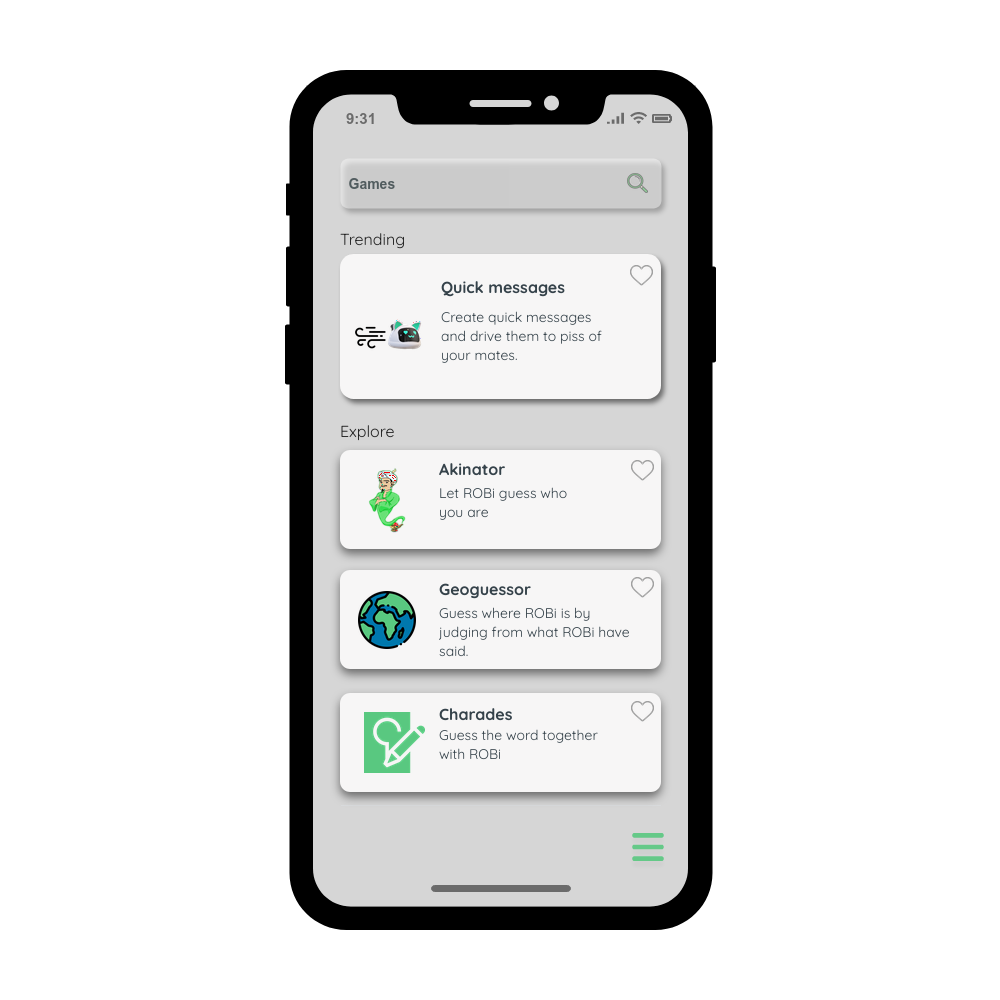 9:31
Games
Trending
Quick messages
Create quick messages
and drive them to piss of
your mates.
Explore
Akinator
Let ROBi guess who
you are
Geoguessor
Guess where ROBi is by
judging from what ROBi have
said.
Charades
Guess the word together
with ROBi